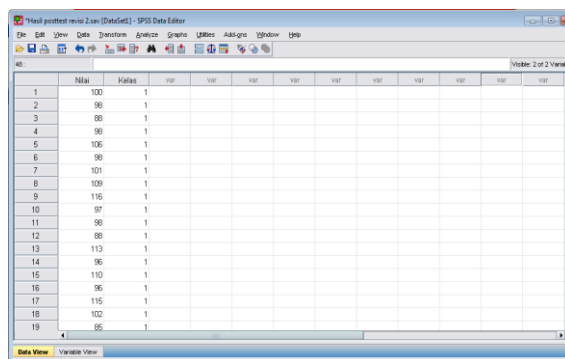 *Hasil posttest revisi 2.sav [DataSet1] - SPSS Data Editor
File Edit View Data Transform Analyze Graphs Utilities Add-ons Window Help
48 : Visible: 2 of 2 Variat
Nilai Kelas var var var var var var var var var
1 100 1
2 98 1
3 88 1
4 98 1
5 106 1
6 98 1
7 101 1
8 109 1
9 116 1
10 97 1
11 98 1
12 88 1
13 113 1
14 96 1
15 110 1
16 96 1
17 115 1
18 102 1
19 85 1
Data View Variable View